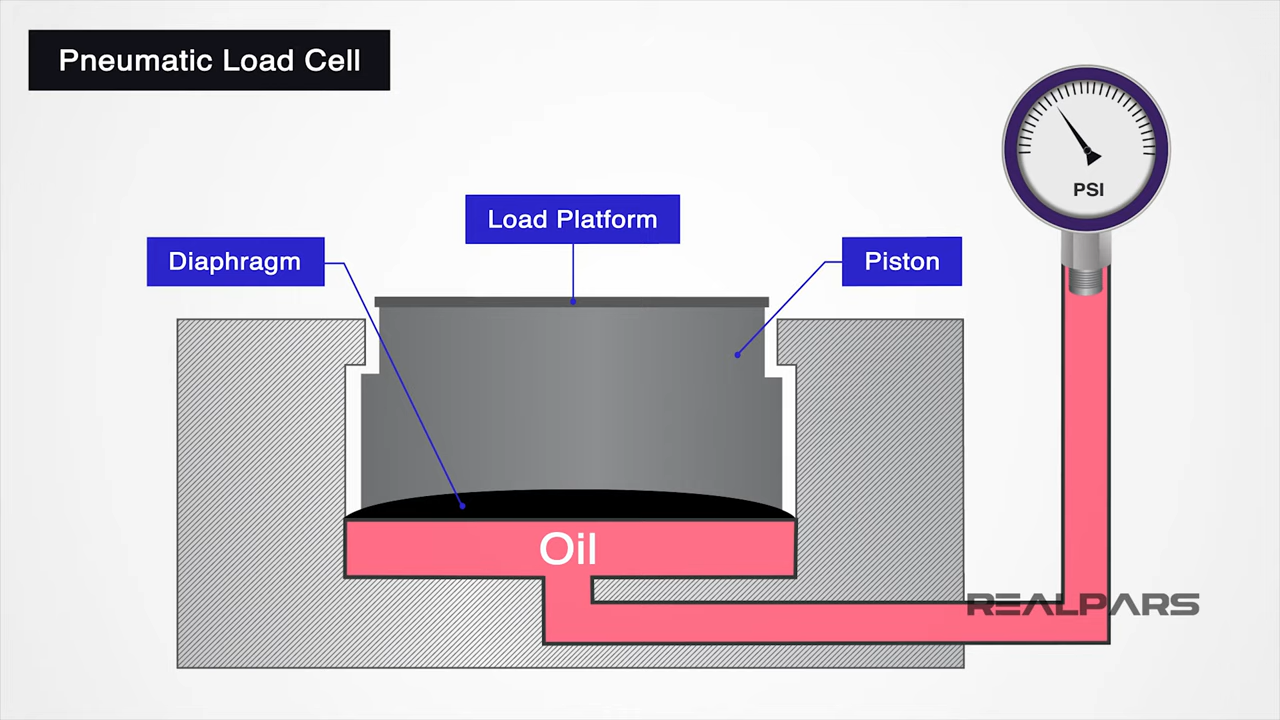 Pneumatic Load Cell
PSI
Load Platform
Diaphragm
Piston
Oil
REALPARS